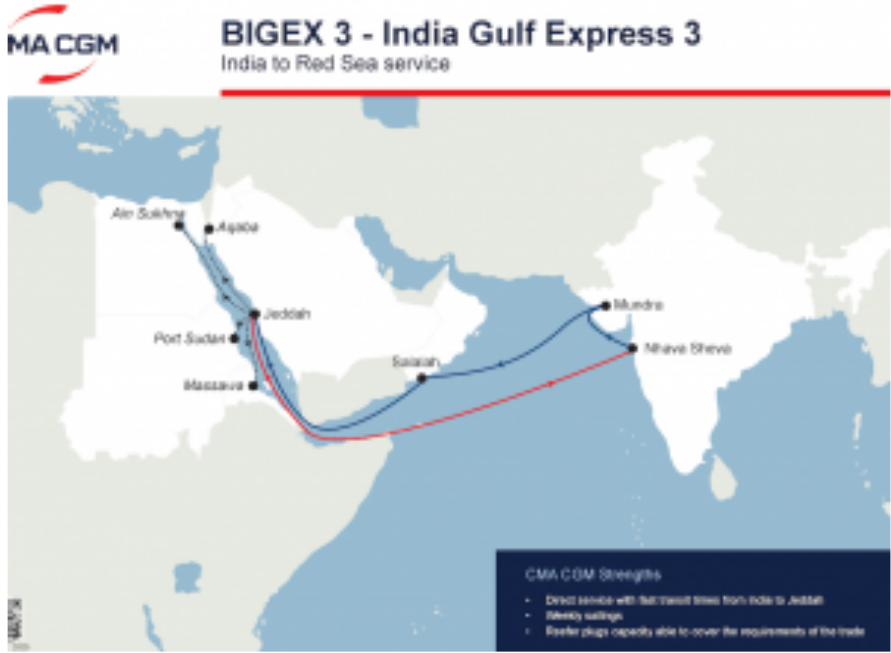 MA CGM
BIGEX 3 - India Gulf Express 3
India to Red Sea service
Ain Sukhna
Aqaba
Jeddah
Port Sudan
Massawa
Salalah
Mundra
Nhava Sheva
CMA CGM Strengths
• Direct service with fast transit times from India to Jeddah
• Weekly sailings
• Reefer plugs capacity able to cover the requirements of the trade